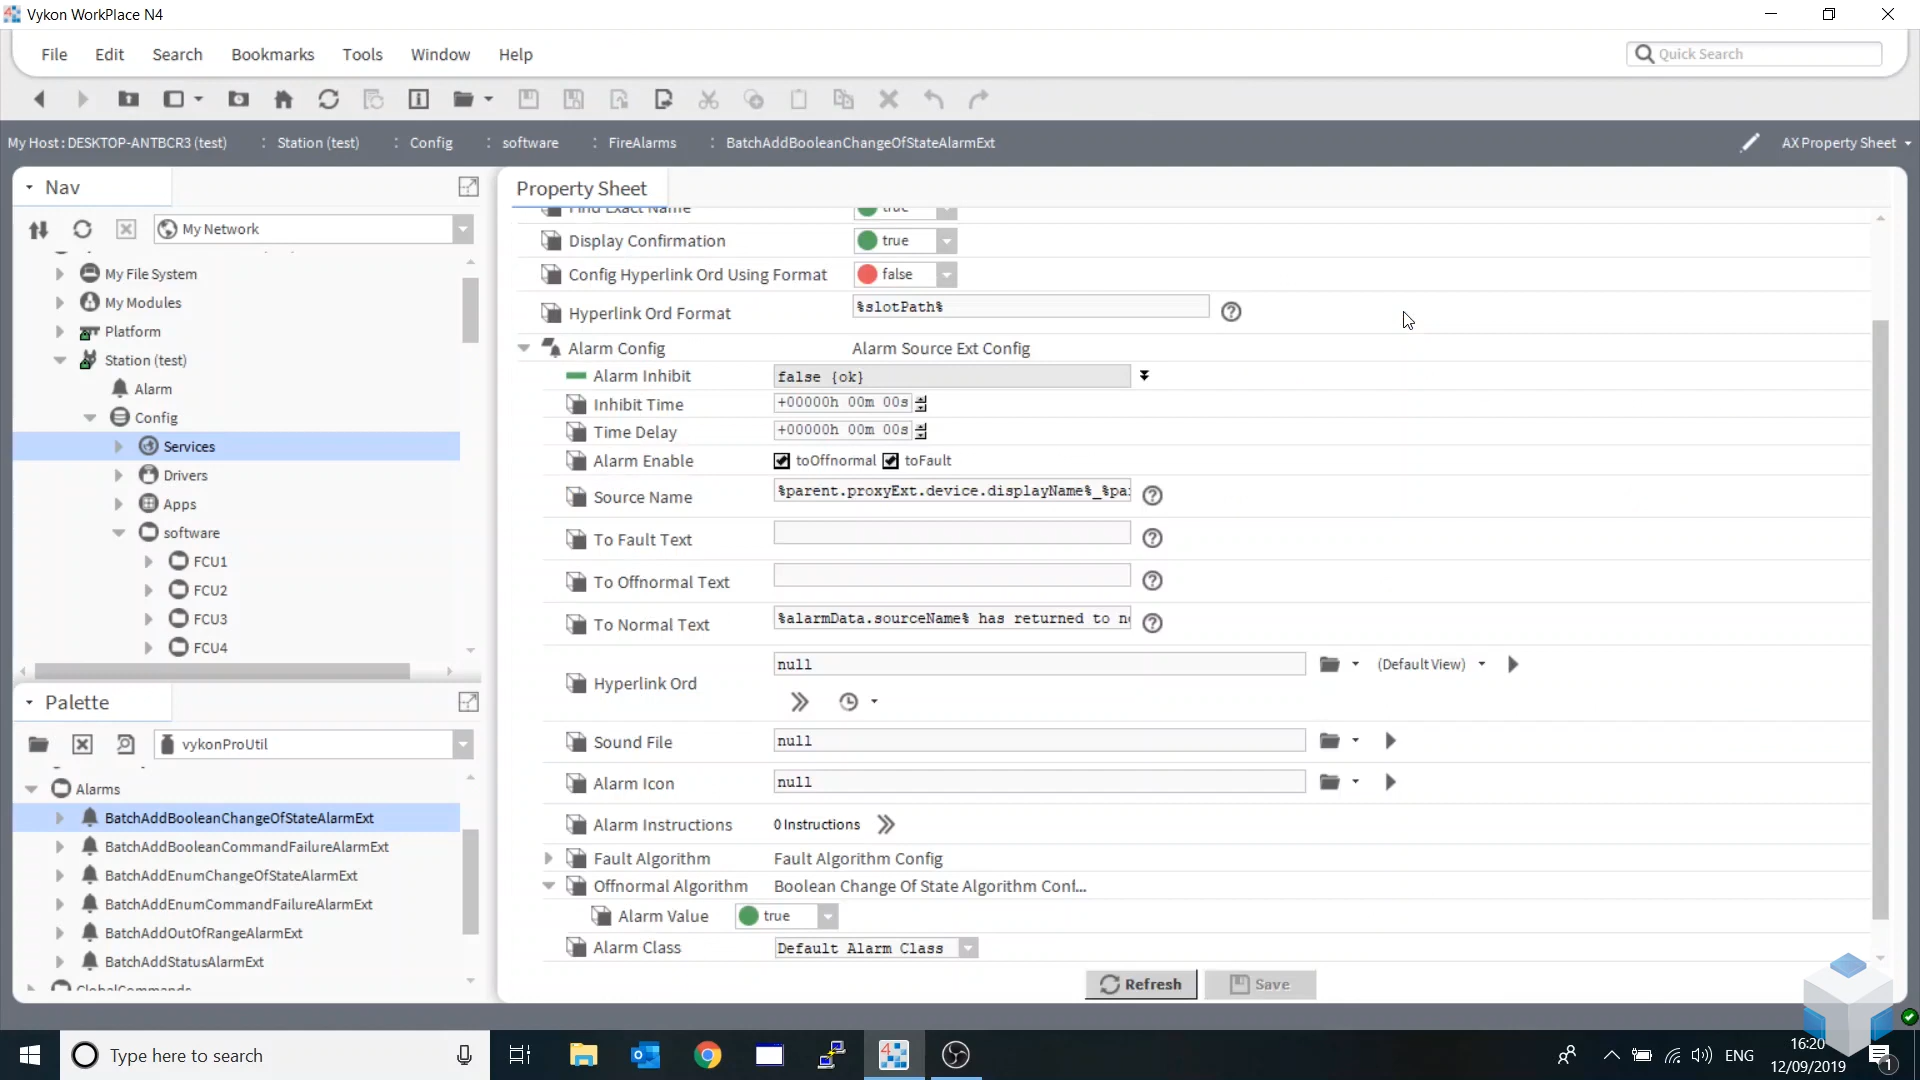 Vykon WorkPlace N4
File Edit Search Bookmarks Tools Window Help
Quick Search
My Host : DESKTOP-ANTBCR3 (test) : Station (test) : Config : software : FireAlarms : BatchAddBooleanChangeOfStateAlarmExt
AX Property Sheet
Nav
My Network
My File System
My Modules
Platform
Station (test)
Alarm
Config
Services
Drivers
Apps
software
FCU1
FCU2
FCU3
FCU4
Palette
vykonProUtil
Alarms
BatchAddBooleanChangeOfStateAlarmExt
BatchAddBooleanCommandFailureAlarmExt
BatchAddEnumChangeOfStateAlarmExt
BatchAddEnumCommandFailureAlarmExt
BatchAddOutOfRangeAlarmExt
BatchAddStatusAlarmExt
GlobalCommands
Property Sheet
Find Exact Name true
Display Confirmation true
Config Hyperlink Ord Using Format false
Hyperlink Ord Format %slotPath%
Alarm Config Alarm Source Ext Config
Alarm Inhibit false {ok}
Inhibit Time +00000h 00m 00s
Time Delay +00000h 00m 00s
Alarm Enable toOffnormal toFault
Source Name %parent.proxyExt.device.displayName%_%pa
To Fault Text
To Offnormal Text
To Normal Text %alarmData.sourceName% has returned to n
Hyperlink Ord null (Default View)
Sound File null
Alarm Icon null
Alarm Instructions 0 Instructions
Fault Algorithm Fault Algorithm Config
Offnormal Algorithm Boolean Change Of State Algorithm Conf...
Alarm Value true
Alarm Class Default Alarm Class
Refresh Save
Type here to search
ENG
16:20
12/09/2019
1